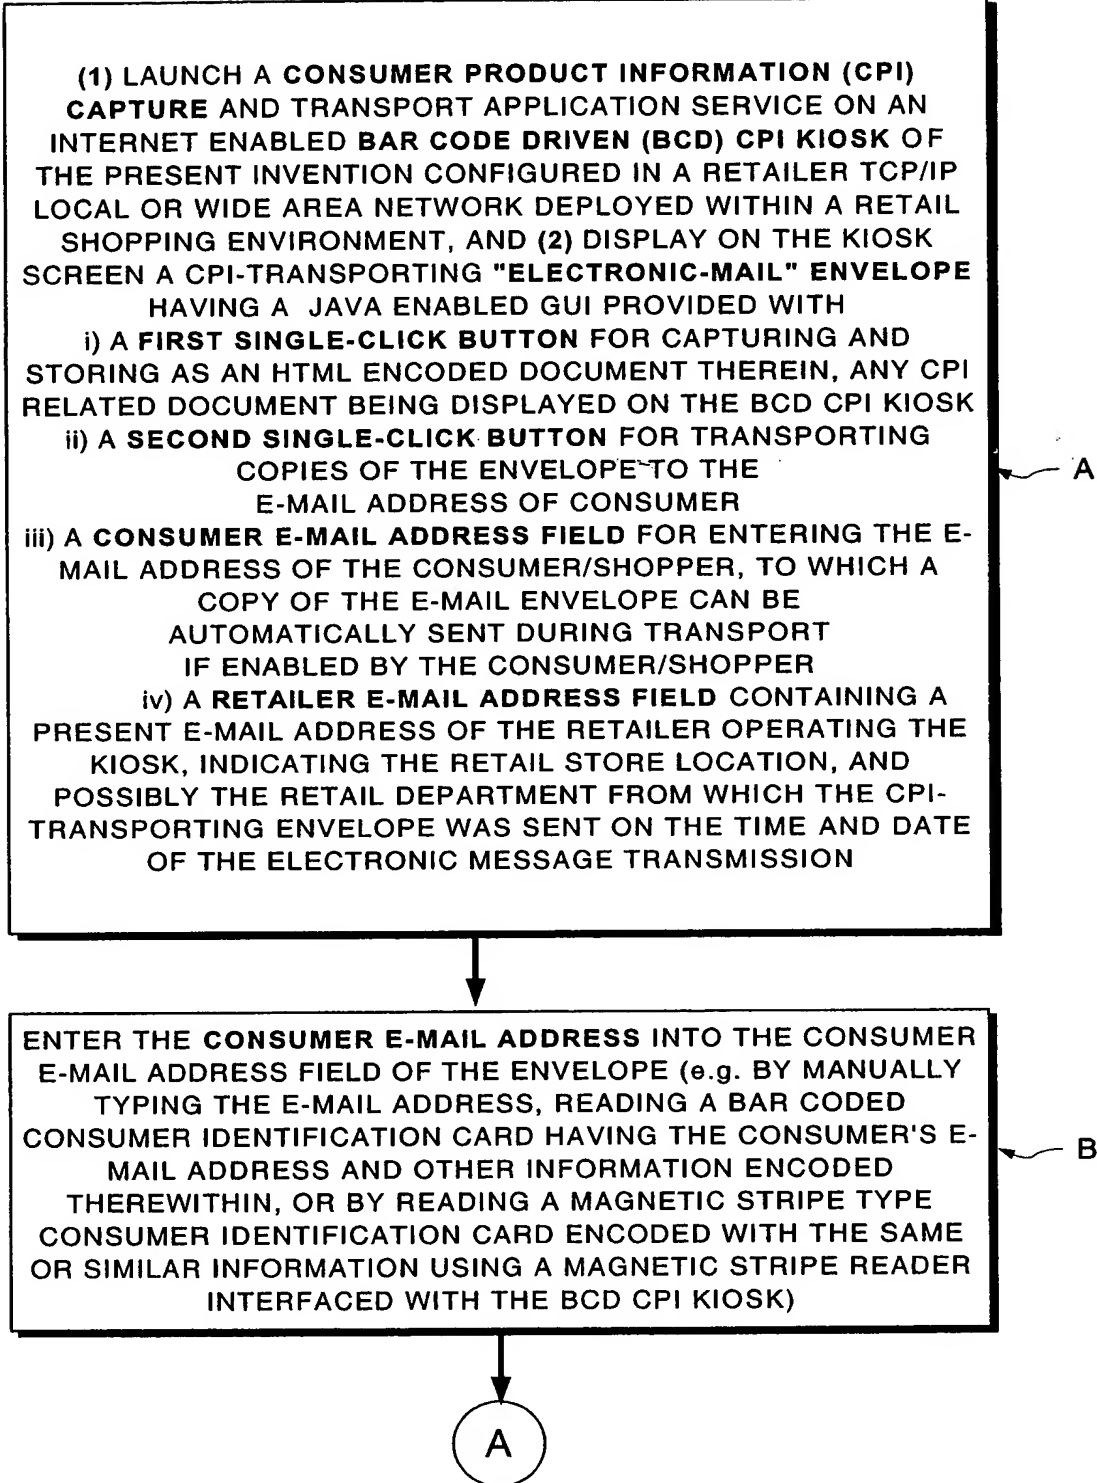 (1) LAUNCH A CONSUMER PRODUCT INFORMATION (CPI)
CAPTURE AND TRANSPORT APPLICATION SERVICE ON AN
INTERNET ENABLED BAR CODE DRIVEN (BCD) CPI KIOSK OF
THE PRESENT INVENTION CONFIGURED IN A RETAILER TCP/IP
LOCAL OR WIDE AREA NETWORK DEPLOYED WITHIN A RETAIL
SHOPPING ENVIRONMENT, AND (2) DISPLAY ON THE KIOSK
SCREEN A CPI-TRANSPORTING "ELECTRONIC-MAIL" ENVELOPE
HAVING A JAVA ENABLED GUI PROVIDED WITH
i) A FIRST SINGLE-CLICK BUTTON FOR CAPTURING AND
STORING AS AN HTML ENCODED DOCUMENT THEREIN, ANY CPI
RELATED DOCUMENT BEING DISPLAYED ON THE BCD CPI KIOSK
ii) A SECOND SINGLE-CLICK BUTTON FOR TRANSPORTING
COPIES OF THE ENVELOPE TO THE
E-MAIL ADDRESS OF CONSUMER
iii) A CONSUMER E-MAIL ADDRESS FIELD FOR ENTERING THE E-
MAIL ADDRESS OF THE CONSUMER/SHOPPER, TO WHICH A
COPY OF THE E-MAIL ENVELOPE CAN BE
AUTOMATICALLY SENT DURING TRANSPORT
IF ENABLED BY THE CONSUMER/SHOPPER
iv) A RETAILER E-MAIL ADDRESS FIELD CONTAINING A
PRESENT E-MAIL ADDRESS OF THE RETAILER OPERATING THE
KIOSK, INDICATING THE RETAIL STORE LOCATION, AND
POSSIBLY THE RETAIL DEPARTMENT FROM WHICH THE CPI-
TRANSPORTING ENVELOPE WAS SENT ON THE TIME AND DATE
OF THE ELECTRONIC MESSAGE TRANSMISSION
A
ENTER THE CONSUMER E-MAIL ADDRESS INTO THE CONSUMER
E-MAIL ADDRESS FIELD OF THE ENVELOPE (e.g. BY MANUALLY
TYPING THE E-MAIL ADDRESS, READING A BAR CODED
CONSUMER IDENTIFICATION CARD HAVING THE CONSUMER'S E-
MAIL ADDRESS AND OTHER INFORMATION ENCODED
THEREWITHIN, OR BY READING A MAGNETIC STRIPE TYPE
CONSUMER IDENTIFICATION CARD ENCODED WITH THE SAME
OR SIMILAR INFORMATION USING A MAGNETIC STRIPE READER
INTERFACED WITH THE BCD CPI KIOSK)
B
A